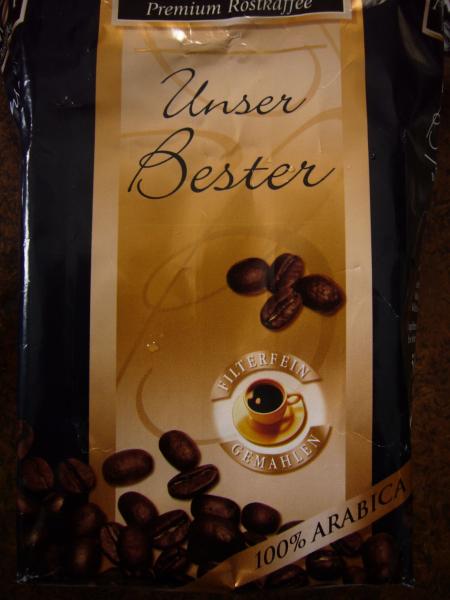 Premium Röstkaffee
Unser
Bester
FILTERFEIN
GEMAHLEN
100% ARABICA